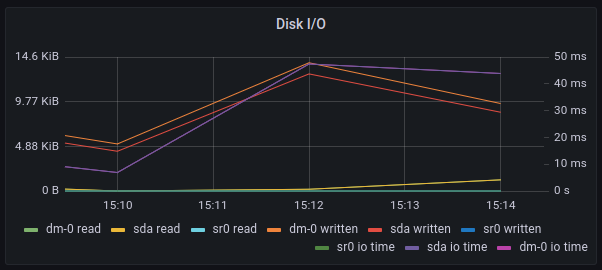 Disk I/O
14.6 KiB 50 ms
40 ms
9.77 KiB 30 ms
4.88 KiB 20 ms
10 ms
0 B 0 s
15:10 15:11 15:12 15:13 15:14
dm-0 read sda read sr0 read dm-0 written sda written sr0 written
sr0 io time sda io time dm-0 io time